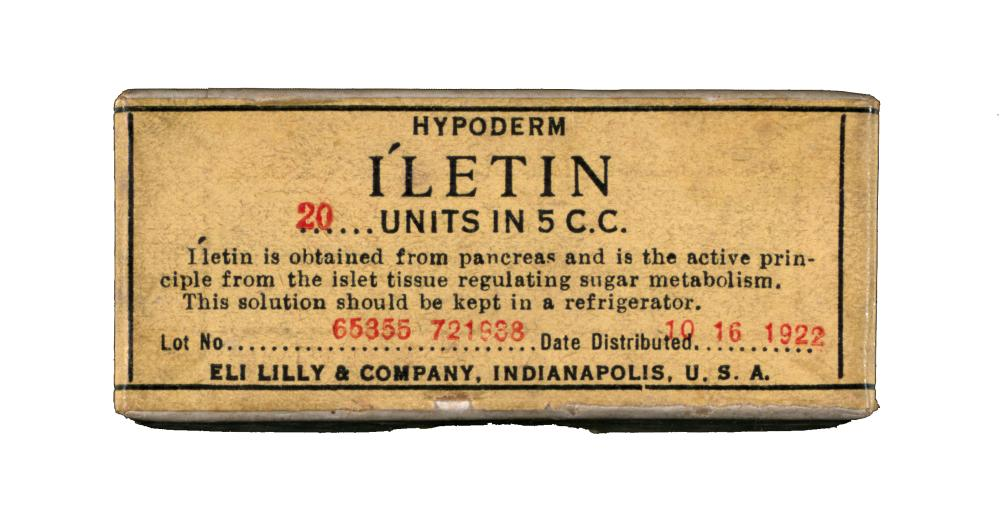 HYPODERM
ÍLETIN
20.....UNITS IN 5 C.C.
Íletin is obtained from pancreas and is the active prin-
ciple from the islet tissue regulating sugar metabolism.
This solution should be kept in a refrigerator.
Lot No. 65355 721938 Date Distributed. 10 16 1922
ELI LILLY & COMPANY, INDIANAPOLIS, U. S. A.